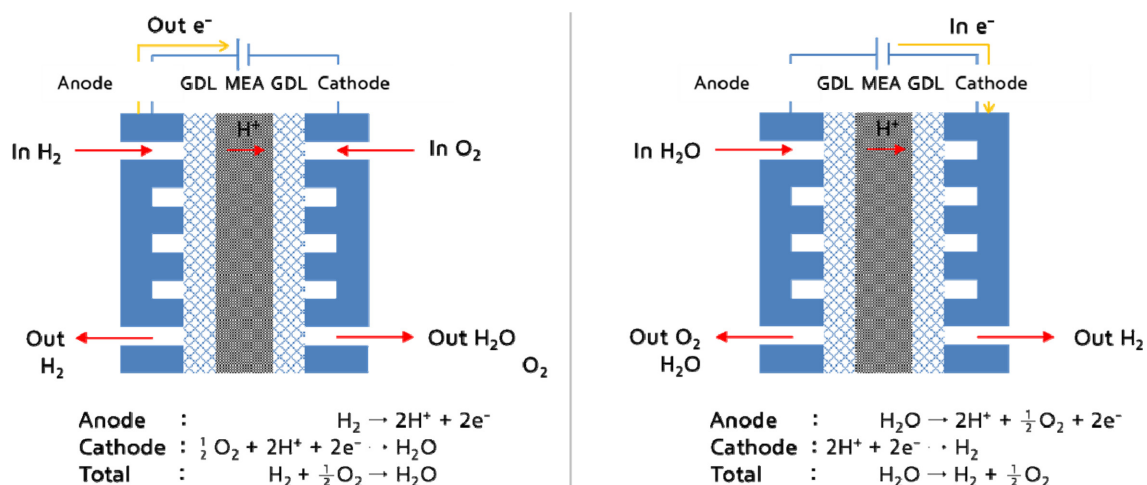 Out e⁻
Anode GDL MEA GDL Cathode
H⁺
In H₂ In O₂
Out H₂ Out H₂O
O₂
Anode : H₂ → 2H⁺ + 2e⁻
Cathode : ½ O₂ + 2H⁺ + 2e⁻ → H₂O
Total : H₂ + ½ O₂ → H₂O
In e⁻
Anode GDL MEA GDL Cathode
H⁺
In H₂O
Out O₂ Out H₂
H₂O
Anode : H₂O → 2H⁺ + ½ O₂ + 2e⁻
Cathode : 2H⁺ + 2e⁻ → H₂
Total : H₂O → H₂ + ½ O₂